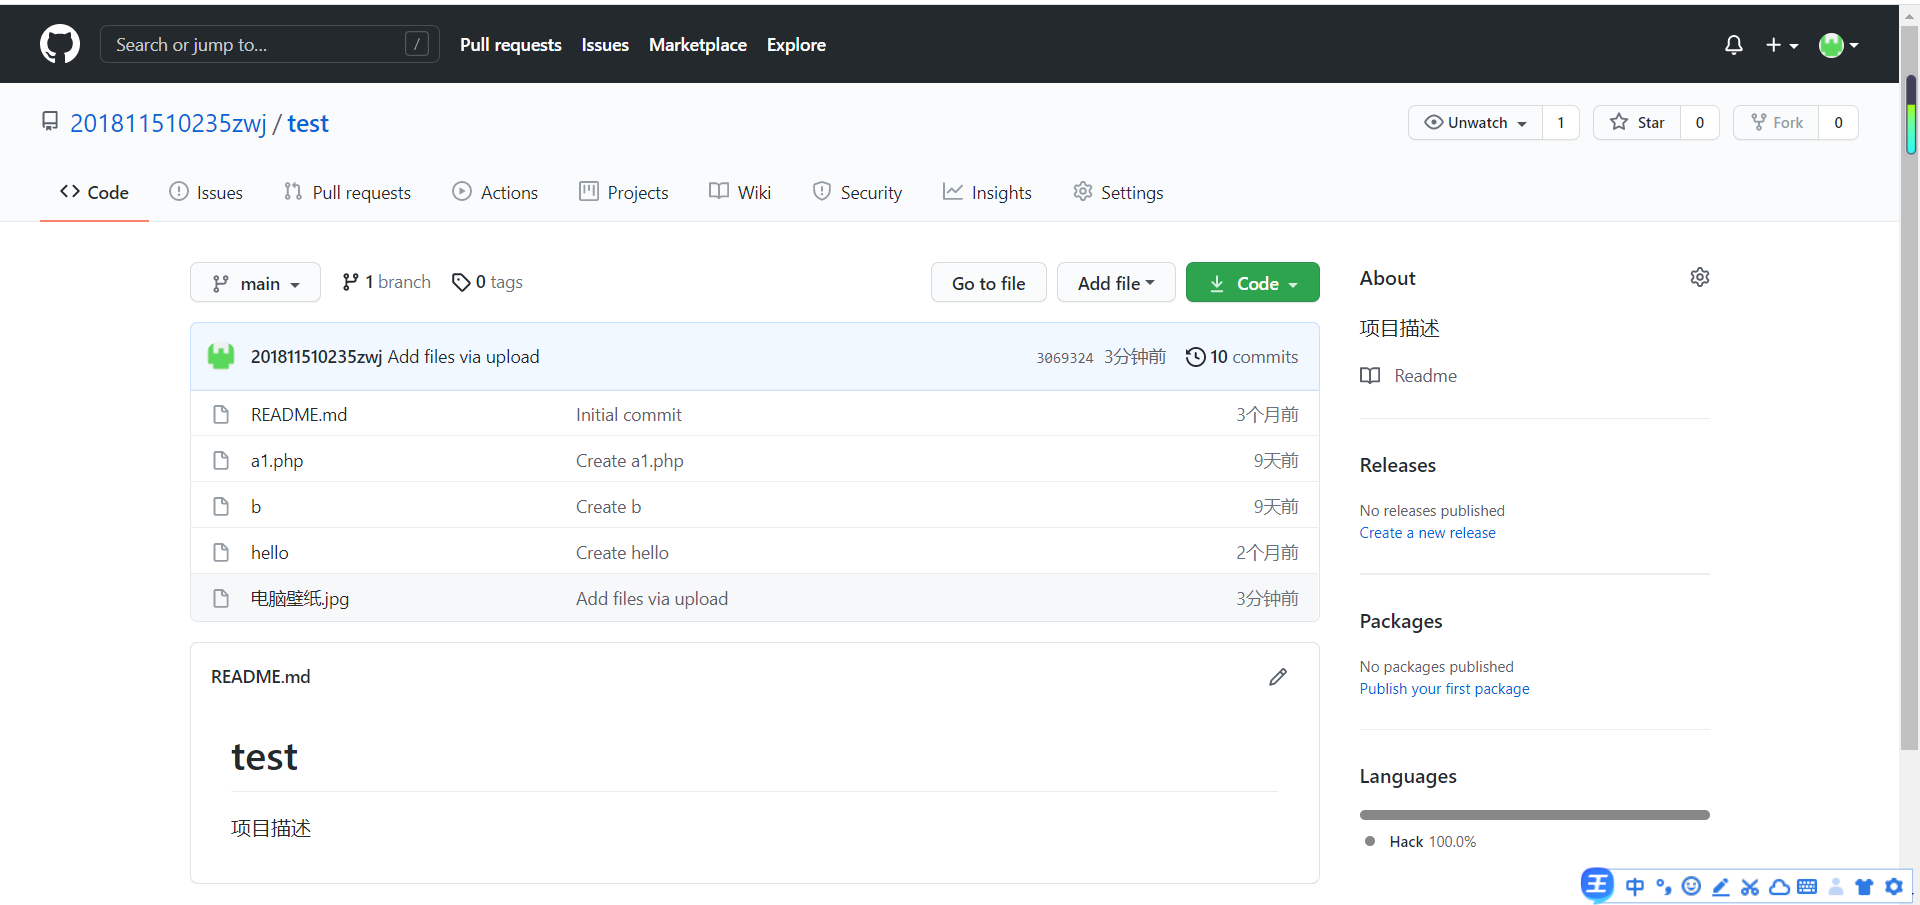 Search or jump to... /
Pull requests Issues Marketplace Explore
201811510235zwj / test
Unwatch 1 Star 0 Fork 0
Code Issues Pull requests Actions Projects Wiki Security Insights Settings
main 1 branch 0 tags Go to file Add file Code
201811510235zwj Add files via upload 3069324 3分钟前 10 commits
README.md Initial commit 3个月前
a1.php Create a1.php 9天前
b Create b 9天前
hello Create hello 2个月前
电脑壁纸.jpg Add files via upload 3分钟前
README.md
test
项目描述
About
项目描述
Readme
Releases
No releases published
Create a new release
Packages
No packages published
Publish your first package
Languages
Hack 100.0%
王 中